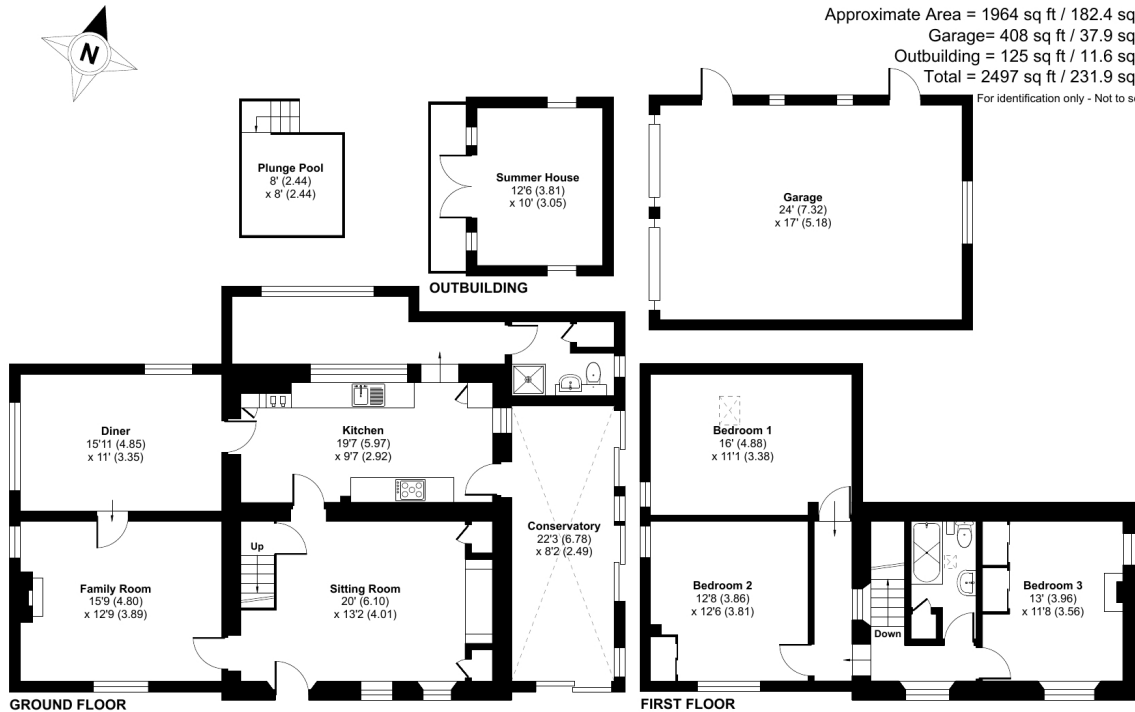 Approximate Area = 1964 sq ft / 182.4 sq
Garage= 408 sq ft / 37.9 sq
Outbuilding = 125 sq ft / 11.6 sq
Total = 2497 sq ft / 231.9 sq
For identification only - Not to
N
Plunge Pool
8' (2.44)
x 8' (2.44)
Summer House
12'6 (3.81)
x 10' (3.05)
OUTBUILDING
Garage
24' (7.32)
x 17' (5.18)
Diner
15'11 (4.85)
x 11' (3.35)
Kitchen
19'7 (5.97)
x 9'7 (2.92)
Conservatory
22'3 (6.78)
x 8'2 (2.49)
Family Room
15'9 (4.80)
x 12'9 (3.89)
Up
Sitting Room
20' (6.10)
x 13'2 (4.01)
GROUND FLOOR
Bedroom 1
16' (4.88)
x 11'1 (3.38)
Bedroom 2
12'8 (3.86)
x 12'6 (3.81)
Down
Bedroom 3
13' (3.96)
x 11'8 (3.56)
FIRST FLOOR